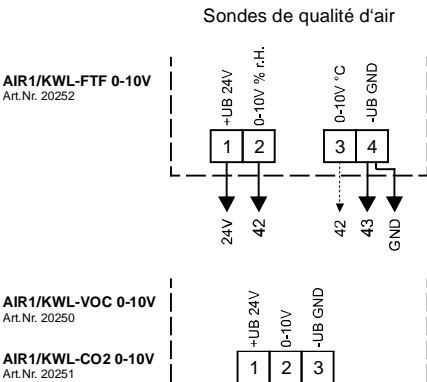 Sondes de qualité d'air
AIR1/KWL-FTF 0-10V
Art.Nr. 20252
+UB 24V
0-10V % r.H.
0-10V °C
-UB GND
1 2 3 4
24V
42
42
43
GND
AIR1/KWL-VOC 0-10V
Art.Nr. 20250
AIR1/KWL-CO2 0-10V
Art.Nr. 20251
+UB 24V
0-10V
-UB GND
1 2 3